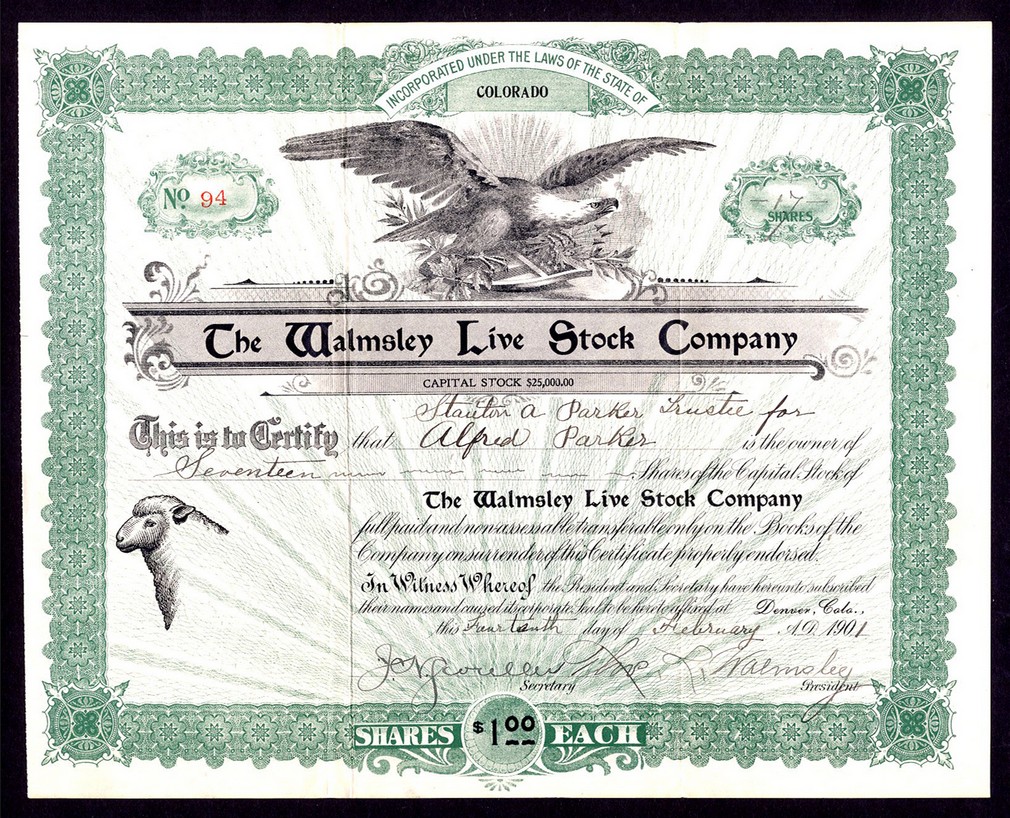 INCORPORATED UNDER THE LAWS OF THE STATE OF
COLORADO
No 94
17
SHARES
The Walmsley Live Stock Company
CAPITAL STOCK $25,000.00
Stanton A Parker Trustee for
This is to Certify that Alfred Parker is the owner of
Seventeen Shares of the Capital Stock of
The Walmsley Live Stock Company
full paid and non assessable transferable only on the Books of the
Company on surrender of this Certificate properly endorsed.
In Witness Whereof the President and Secretary have hereunto subscribed
their names and caused its corporate Seal to be hereto affixed at Denver, Colo.,
this Fourteenth day of February A.D. 1901
Walmsley
Secretary
President
SHARES $1.00 EACH